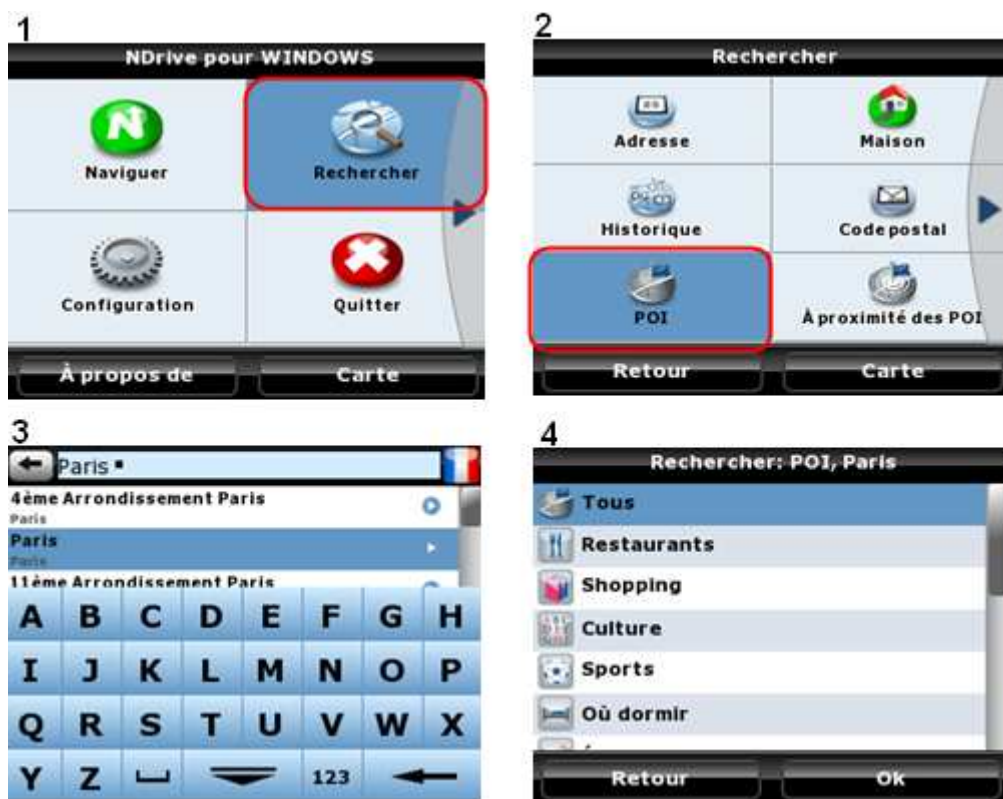 1
NDrive pour WINDOWS
Naviguer
Rechercher
Configuration
Quitter
À propos de
Carte
2
Rechercher
Adresse
Maison
Historique
Code postal
POI
À proximité des POI
Retour
Carte
3
Paris
4ème Arrondissement Paris
Paris
Paris
Paris
11ème Arrondissement Paris
A B C D E F G H
I J K L M N O P
Q R S T U V W X
Y Z 123
4
Rechercher: POI, Paris
Tous
Restaurants
Shopping
Culture
Sports
Où dormir
Retour
Ok